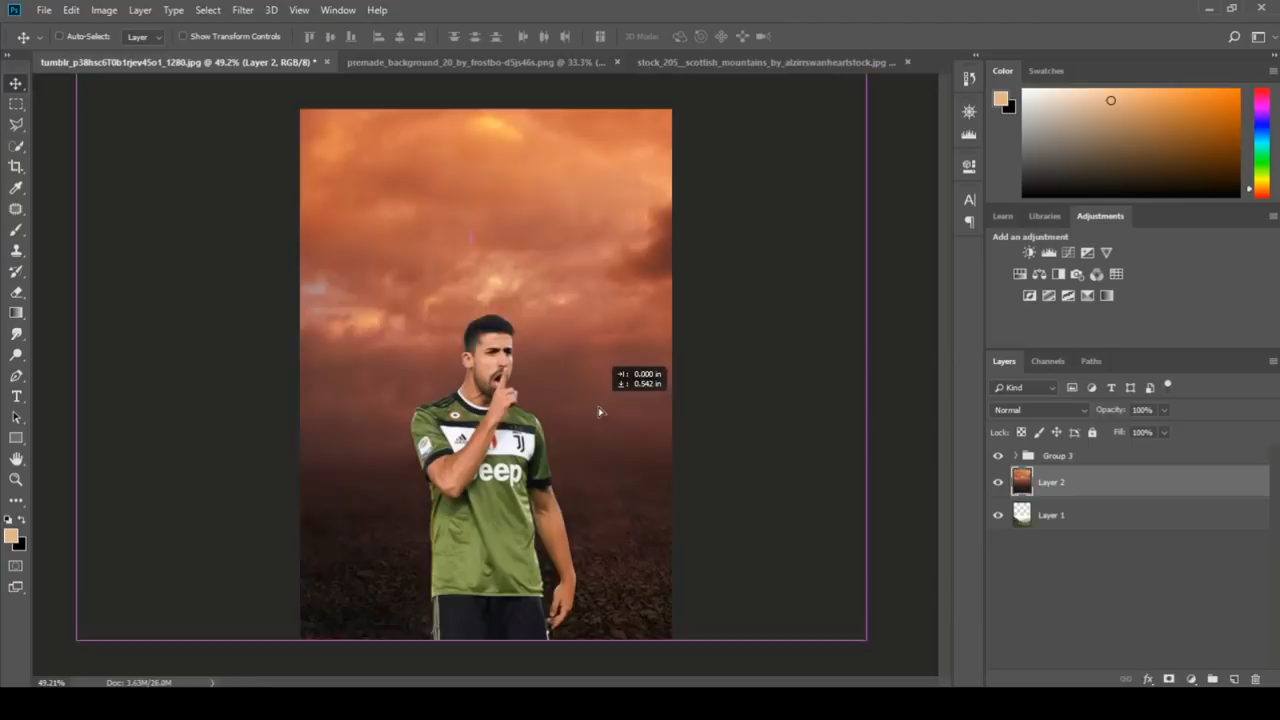 Ps File Edit Image Layer Type Select Filter 3D View Window Help
Auto-Select: Layer Show Transform Controls 3D Mode:
tumblr_p38hsc6T0b1rjev45o1_1280.jpg @ 49.2% (Layer 2, RGB/8) * premade_background_20_by_frostbo-d5js46s.png @ 33.3% (... stock_205__scottish_mountains_by_alzirrswanheartstock.jpg ...
Color Swatches
Learn Libraries Adjustments
Add an adjustment
Layers Channels Paths
Kind
Normal Opacity: 100%
Lock: Fill: 100%
Group 3
Layer 2
Layer 1
0.000 in
0.542 in
Jeep
49.21% Doc: 3.63M/26.0M